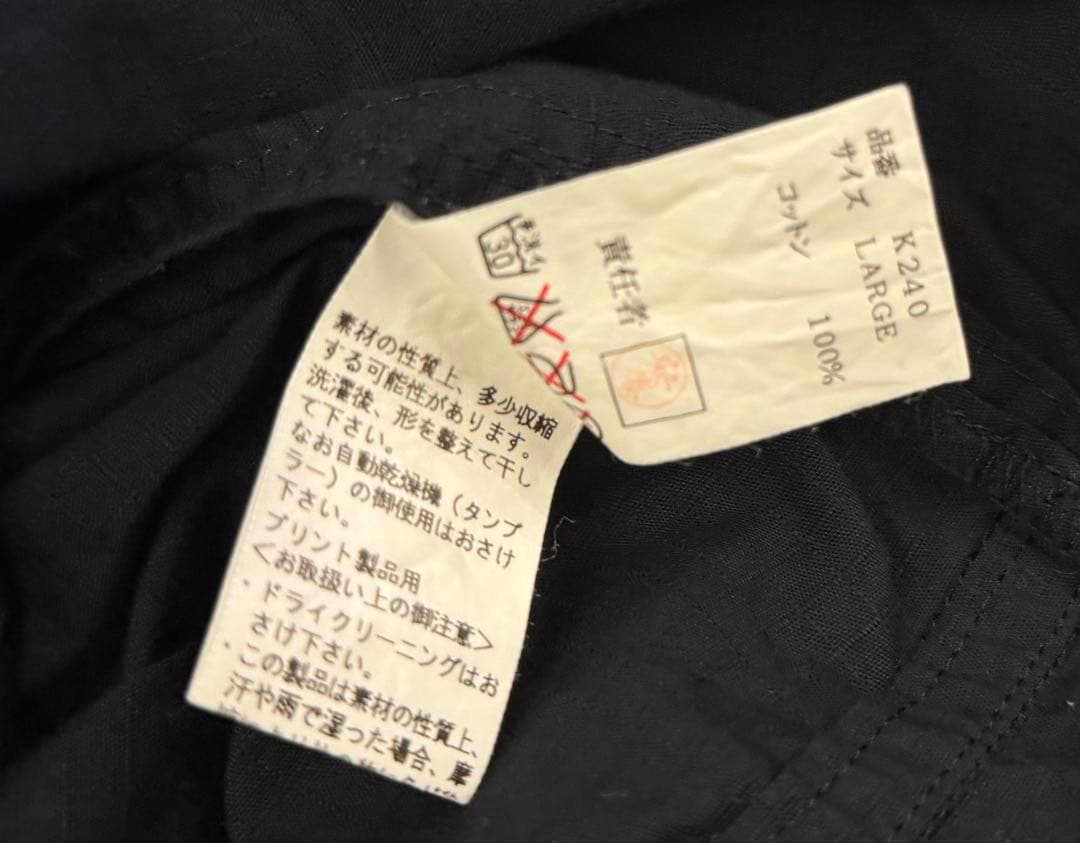 品番 K240
サイズ LARGE
コットン 100%
責任者
手洗イ
30
素材の性質上、多少収縮
する可能性があります。
洗濯後、形を整えて干し
て下さい。
なお自動乾燥機(タンブ
ラー)の御使用はおさけ
下さい。
プリント製品用
<お取扱い上の御注意>
・ドライクリーニングはお
さけ下さい。
・この製品は素材の性質上、
汗や雨で湿った場合、摩